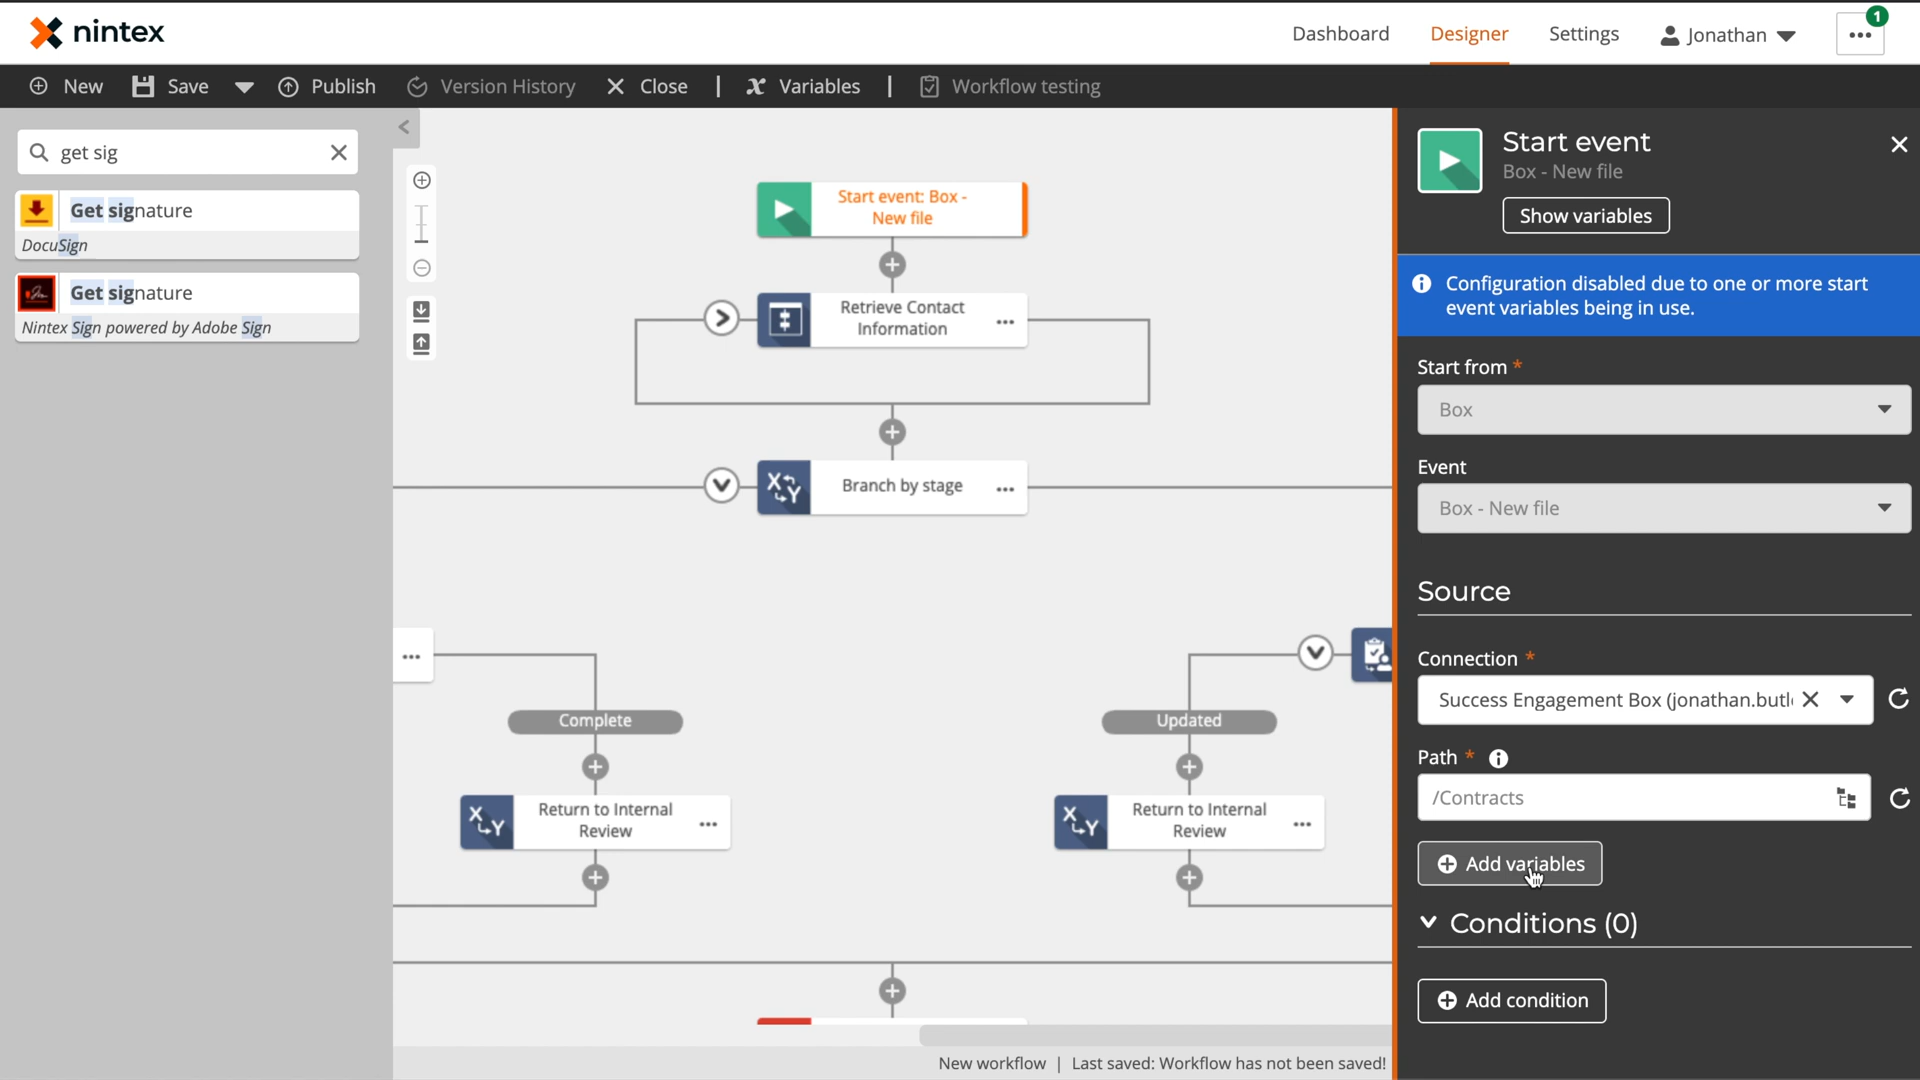 nintex
Dashboard
Designer
Settings
Jonathan
1
New
Save
Publish
Version History
Close
|
Variables
|
Workflow testing
get sig
Get signature
DocuSign
Get signature
Nintex Sign powered by Adobe Sign
Start event: Box -
New file
Retrieve Contact
Information
Branch by stage
Complete
Updated
Return to Internal
Review
Return to Internal
Review
New workflow | Last saved: Workflow has not been saved!
Start event
Box - New file
Show variables
Configuration disabled due to one or more start
event variables being in use.
Start from *
Box
Event
Box - New file
Source
Connection *
Success Engagement Box (jonathan.butl
Path *
/Contracts
Add variables
Conditions (0)
Add condition